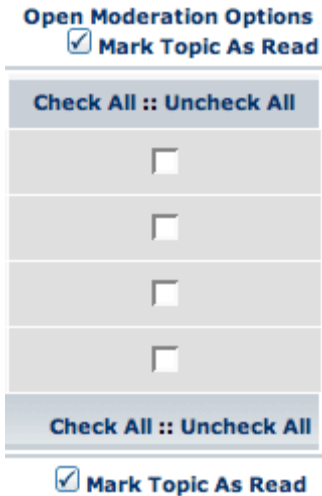 Open Moderation Options
Mark Topic As Read
Check All :: Uncheck All
Check All :: Uncheck All
Mark Topic As Read